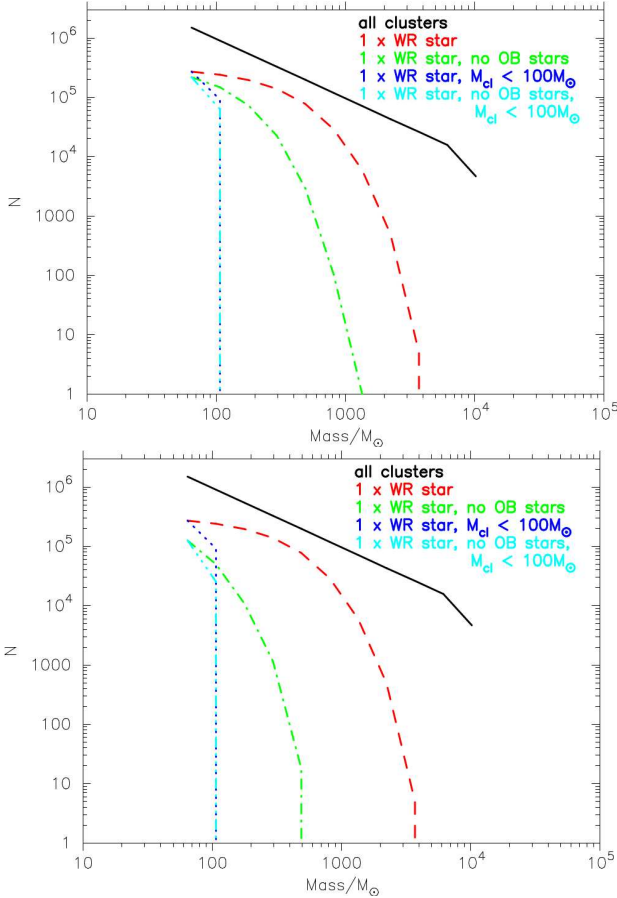 all clusters
1 x WR star
1 x WR star, no OB stars
1 x WR star, M_cl < 100M_⊙
1 x WR star, no OB stars,
M_cl < 100M_⊙
10^6
10^5
10^4
1000
100
10
1
N
10 100 1000 10^4 10^5
Mass/M_⊙
all clusters
1 x WR star
1 x WR star, no OB stars
1 x WR star, M_cl < 100M_⊙
1 x WR star, no OB stars,
M_cl < 100M_⊙
10^6
10^5
10^4
1000
100
10
1
N
10 100 1000 10^4 10^5
Mass/M_⊙